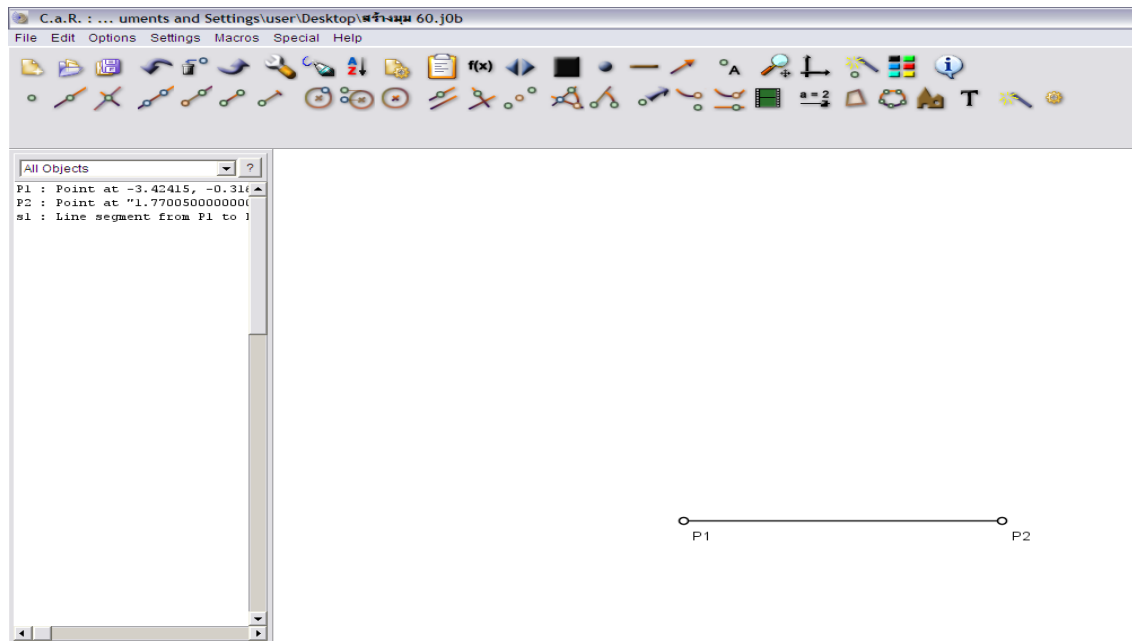 C.a.R. : ... uments and Settings\user\Desktop\สร้างมุม 60.j0b
File Edit Options Settings Macros Special Help
f(x) A
a = 2 T
All Objects ?
P1 : Point at -3.42415, -0.31
P2 : Point at "1.7700500000000
s1 : Line segment from P1 to
P1 P2